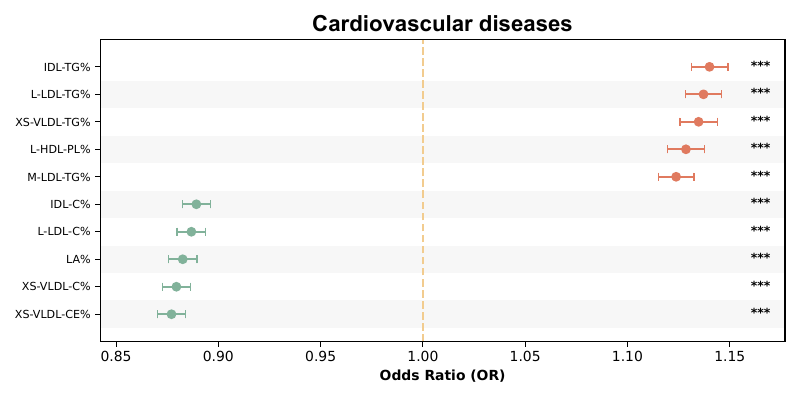 Cardiovascular diseases
IDL-TG% ***
L-LDL-TG% ***
XS-VLDL-TG% ***
L-HDL-PL% ***
M-LDL-TG% ***
IDL-C% ***
L-LDL-C% ***
LA% ***
XS-VLDL-C% ***
XS-VLDL-CE% ***
0.85 0.90 0.95 1.00 1.05 1.10 1.15
Odds Ratio (OR)